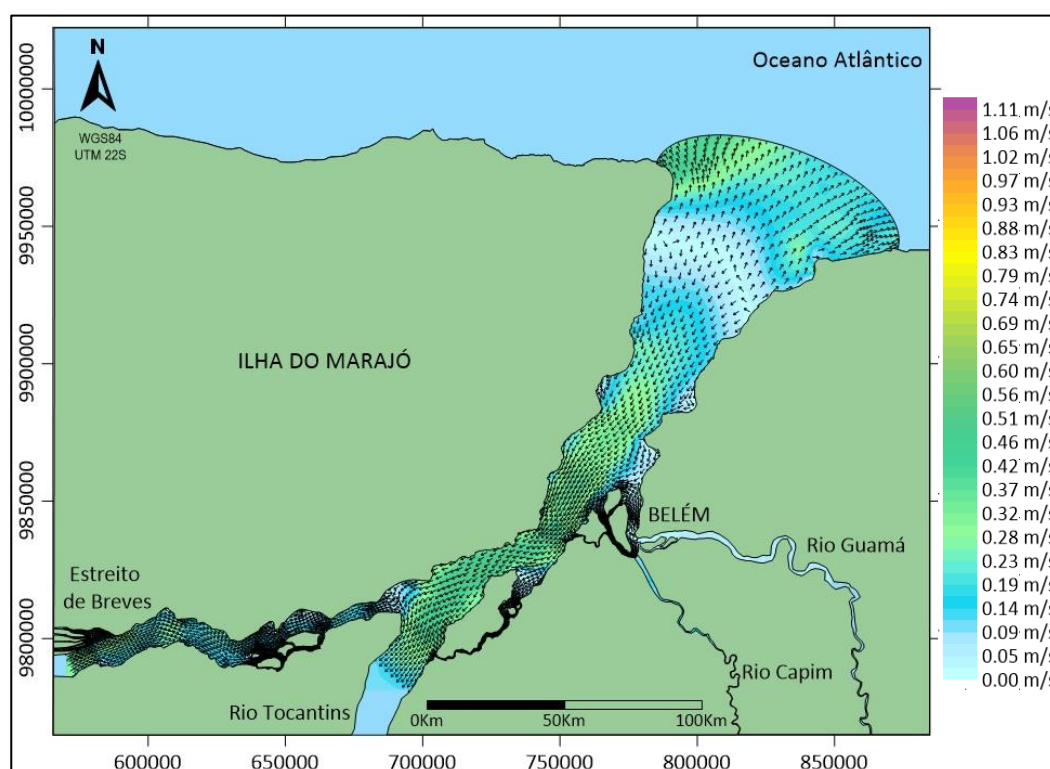 N
WGS84
UTM 22S
Oceano Atlântico
ILHA DO MARAJÓ
BELÉM
Rio Guamá
Estreito
de Breves
Rio Capim
Rio Tocantins
0Km
50Km
100Km
10000000
9950000
9900000
9850000
9800000
600000
650000
700000
750000
800000
850000
1.11 m/s
1.06 m/s
1.02 m/s
0.97 m/s
0.93 m/s
0.88 m/s
0.83 m/s
0.79 m/s
0.74 m/s
0.69 m/s
0.65 m/s
0.60 m/s
0.56 m/s
0.51 m/s
0.46 m/s
0.42 m/s
0.37 m/s
0.32 m/s
0.28 m/s
0.23 m/s
0.19 m/s
0.14 m/s
0.09 m/s
0.05 m/s
0.00 m/s